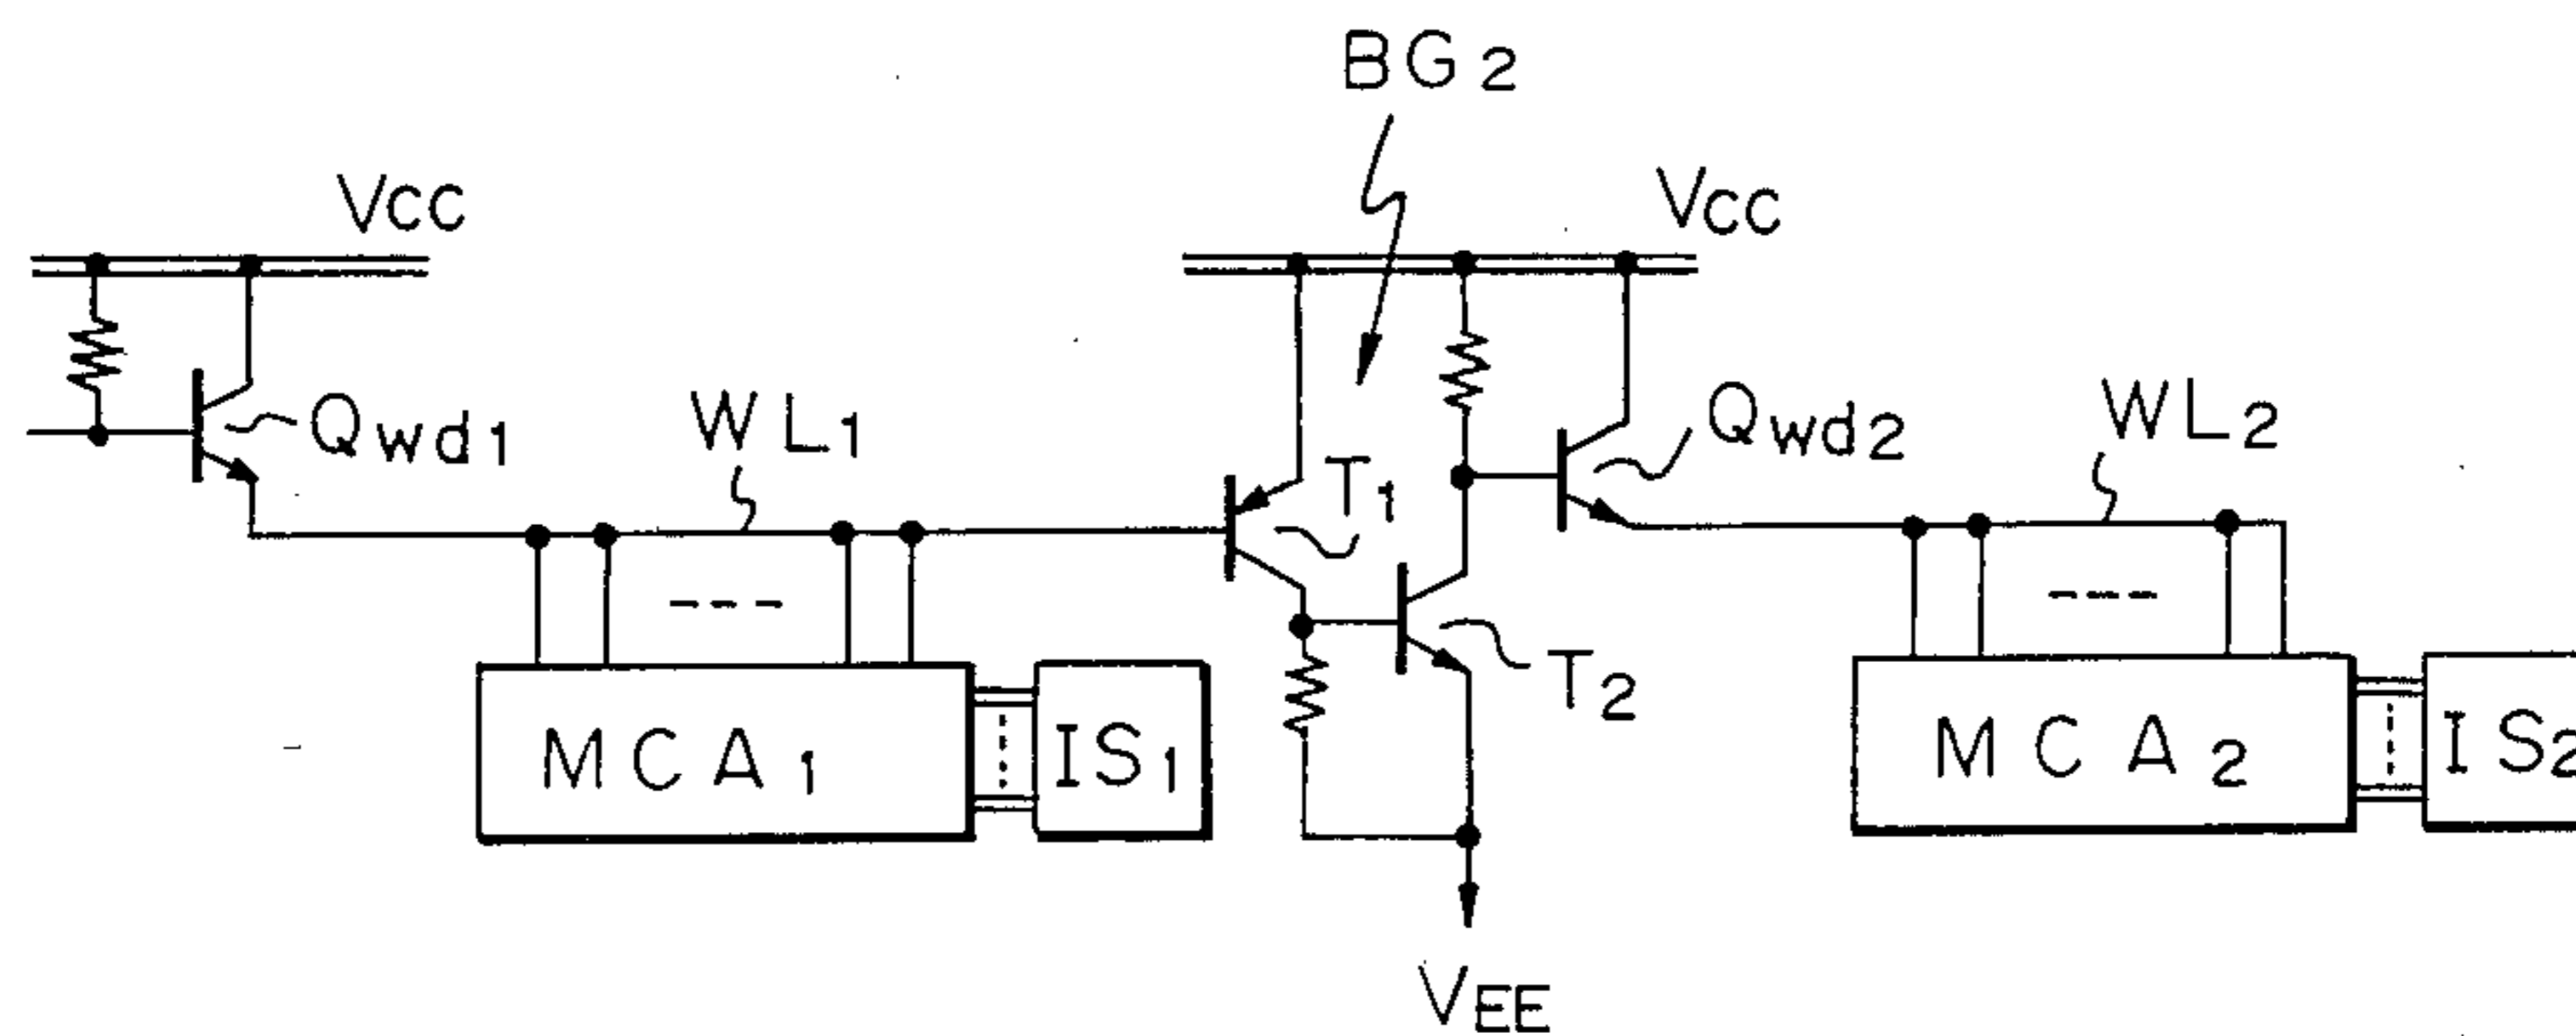 BG2
VCC
VCC
Qwd1
WL1
T1
Qwd2
WL2
T2
MCA1
IS1
MCA2
IS2
VEE